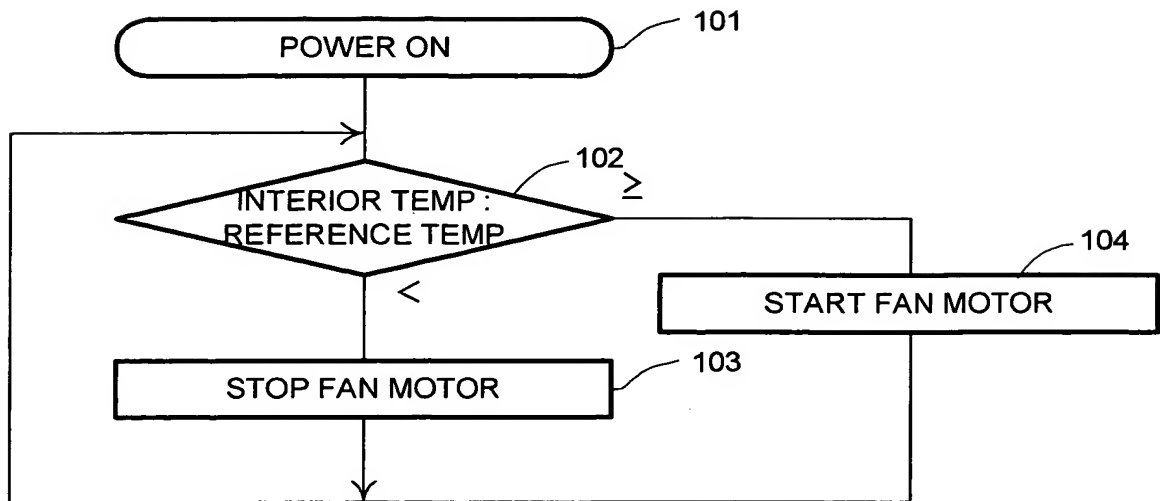 POWER ON
101
INTERIOR TEMP :
REFERENCE TEMP
102
≥
<
START FAN MOTOR
104
STOP FAN MOTOR
103